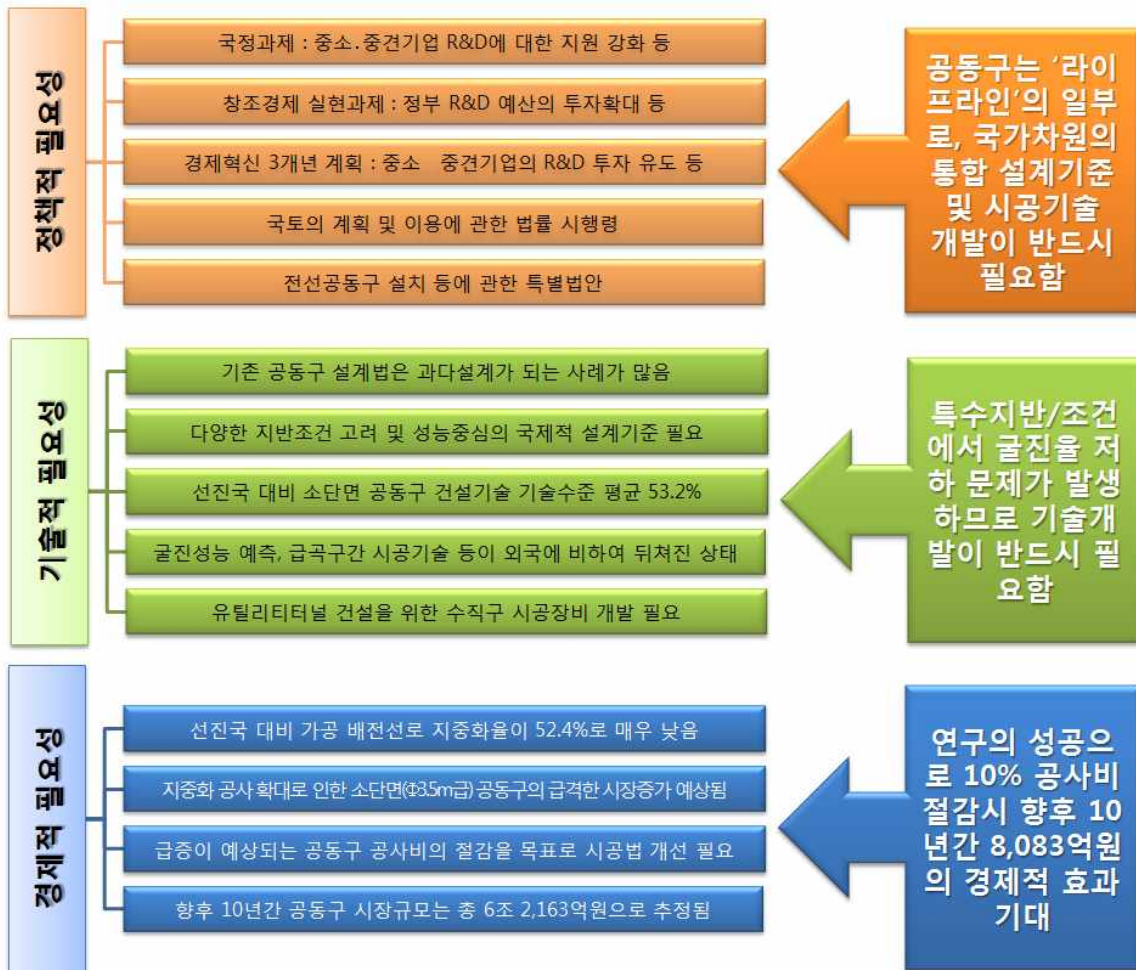 정책적 필요성
국정과제 : 중소.중견기업 R&D에 대한 지원 강화 등
창조경제 실현과제 : 정부 R&D 예산의 투자확대 등
경제혁신 3개년 계획 : 중소 중견기업의 R&D 투자 유도 등
국토의 계획 및 이용에 관한 법률 시행령
전선공동구 설치 등에 관한 특별법안
공동구는 '라이
프라인'의 일부
로, 국가차원의
통합 설계기준
및 시공기술
개발이 반드시
필요함
기술적 필요성
기존 공동구 설계법은 과다설계가 되는 사례가 많음
다양한 지반조건 고려 및 성능중심의 국제적 설계기준 필요
선진국 대비 소단면 공동구 건설기술 기술수준 평균 53.2%
굴진성능 예측, 급곡구간 시공기술 등이 외국에 비하여 뒤쳐진 상태
유틸리티터널 건설을 위한 수직구 시공장비 개발 필요
특수지반/조건
에서 굴진율 저
하 문제가 발생
하므로 기술개
발이 반드시 필
요함
경제적 필요성
선진국 대비 가공 배전선로 지중화율이 52.4%로 매우 낮음
지중화 공사 확대로 인한 소단면(Φ3.5m급) 공동구의 급격한 시장증가 예상됨
급증이 예상되는 공동구 공사비의 절감을 목표로 시공법 개선 필요
향후 10년간 공동구 시장규모는 총 6조 2,163억원으로 추정됨
연구의 성공으
로 10% 공사비
절감시 향후 10
년간 8,083억원
의 경제적 효과
기대